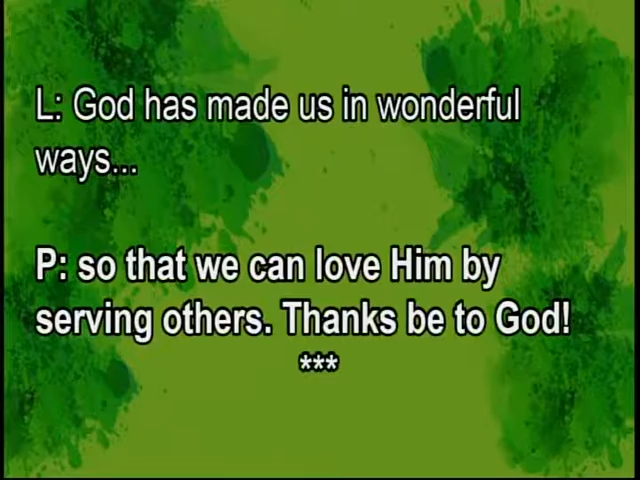 L: God has made us in wonderful
ways...
P: so that we can love Him by
serving others. Thanks be to God!
***